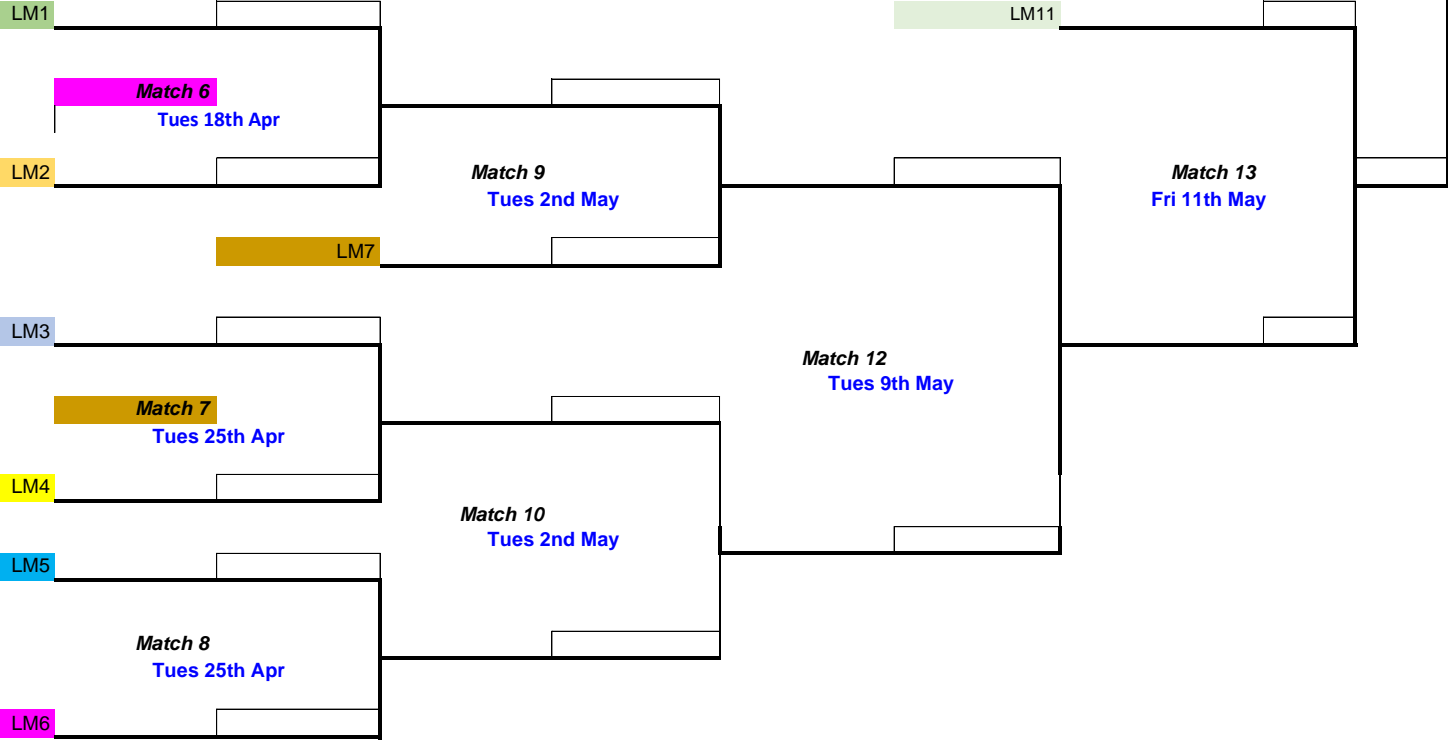 LM1
LM11
Match 6
Tues 18th Apr
LM2
Match 9
Tues 2nd May
Match 13
Fri 11th May
LM7
LM3
Match 12
Tues 9th May
Match 7
Tues 25th Apr
LM4
Match 10
Tues 2nd May
LM5
Match 8
Tues 25th Apr
LM6